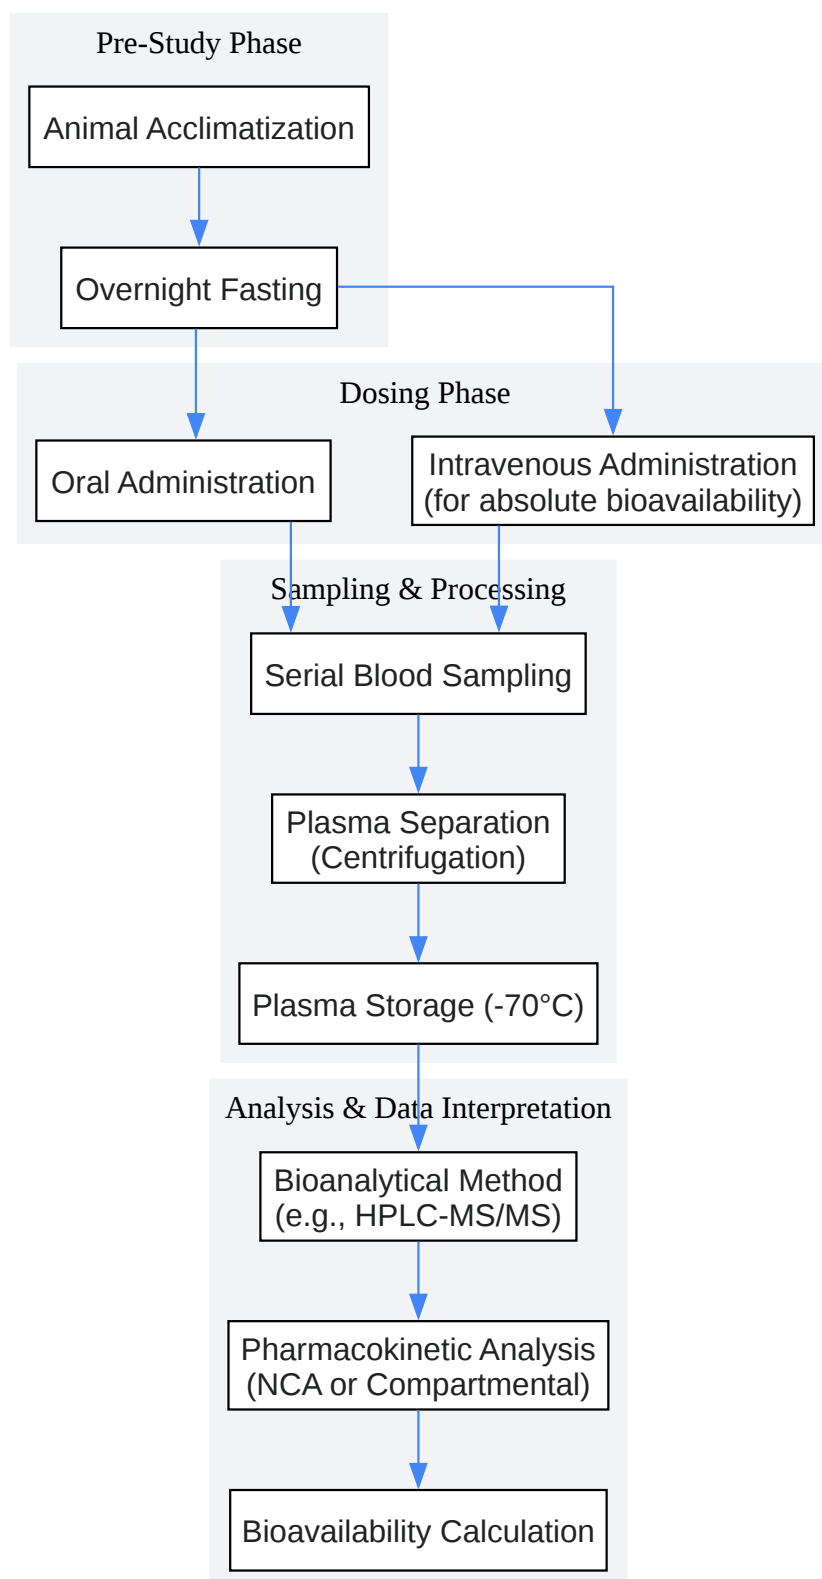 Pre-Study Phase
Animal Acclimatization
Overnight Fasting
Dosing Phase
Oral Administration
Intravenous Administration
(for absolute bioavailability)
Sampling & Processing
Serial Blood Sampling
Plasma Separation
(Centrifugation)
Plasma Storage (-70°C)
Analysis & Data Interpretation
Bioanalytical Method
(e.g., HPLC-MS/MS)
Pharmacokinetic Analysis
(NCA or Compartmental)
Bioavailability Calculation